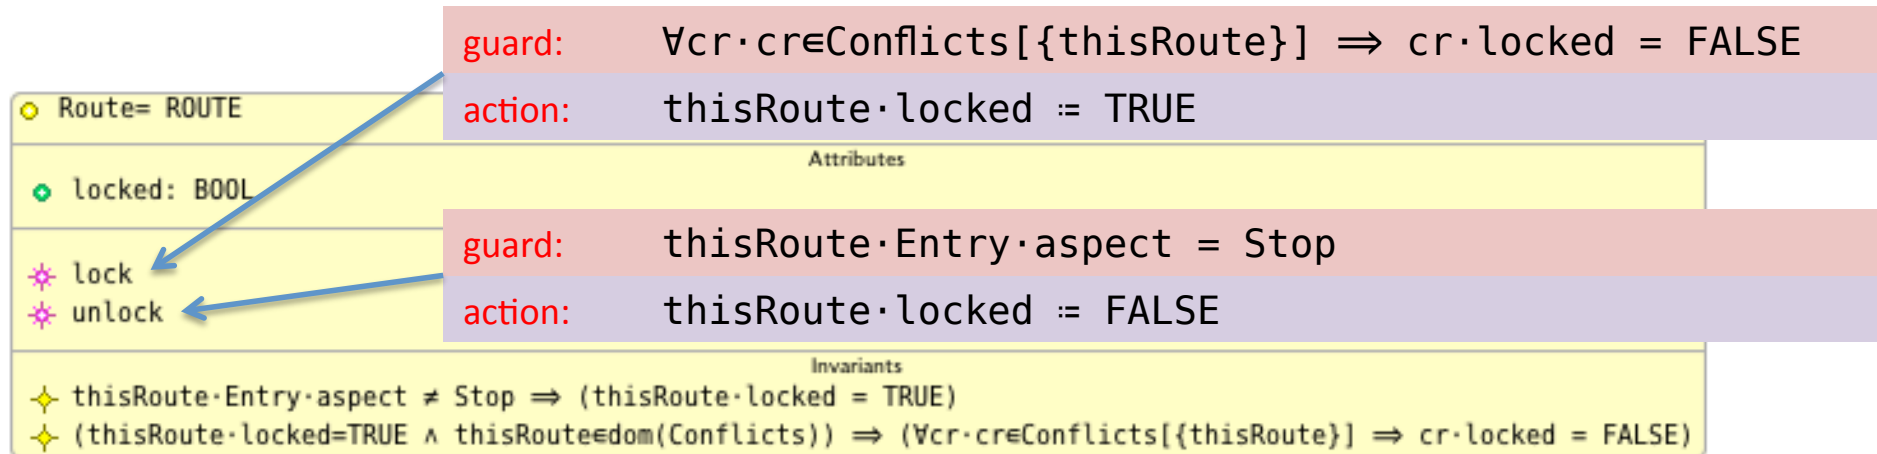 guard: ∀cr·cr∈Conflicts[{thisRoute}] ⇒ cr·locked = FALSE
action: thisRoute·locked ≔ TRUE
Route= ROUTE
Attributes
locked: BOOL
guard: thisRoute·Entry·aspect = Stop
lock
action: thisRoute·locked ≔ FALSE
unlock
Invariants
thisRoute·Entry·aspect ≠ Stop ⇒ (thisRoute·locked = TRUE)
(thisRoute·locked=TRUE ∧ thisRoute∈dom(Conflicts)) ⇒ (∀cr·cr∈Conflicts[{thisRoute}] ⇒ cr·locked = FALSE)